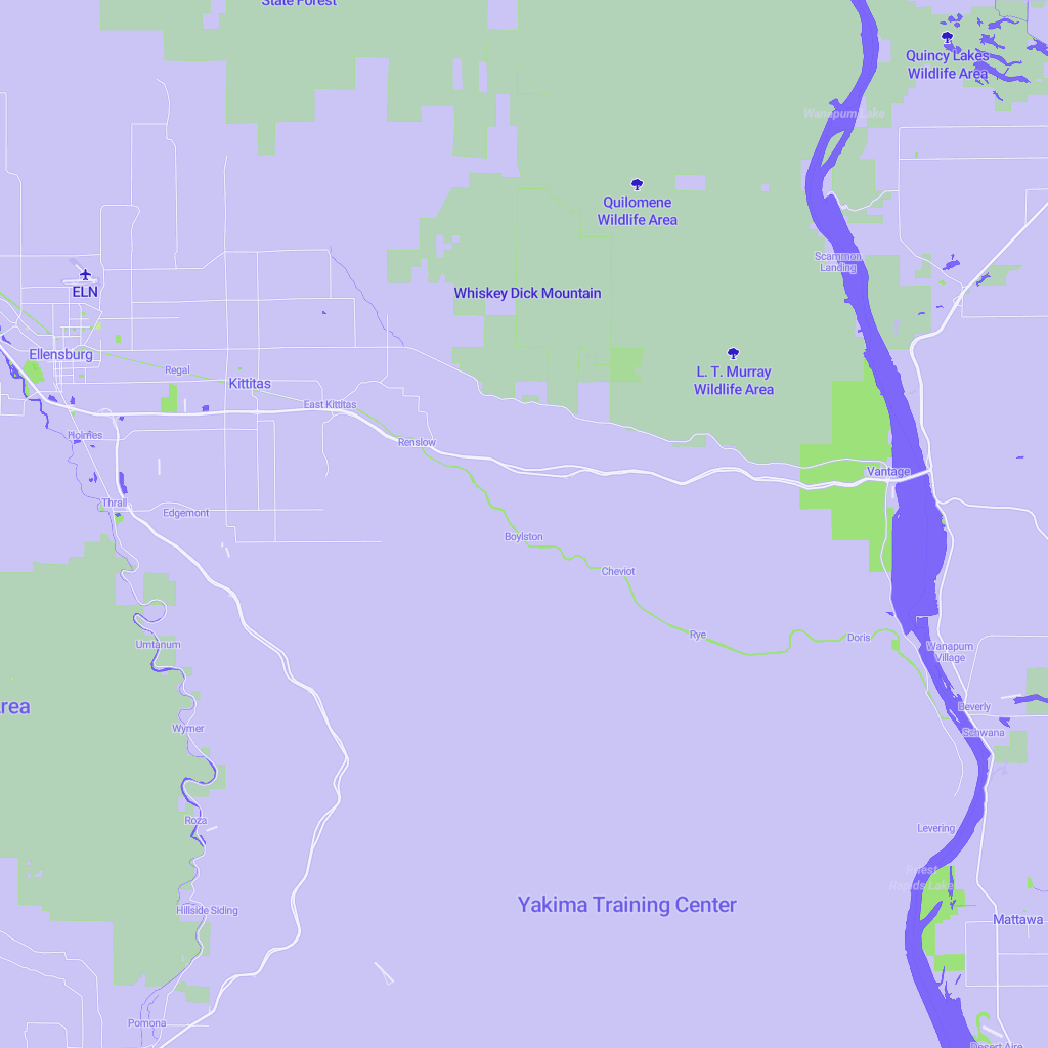 State Forest
Quincy Lakes
Wildlife Area
Wanapum Lake
Quilomene
Wildlife Area
Scammon
Landing
ELN
Whiskey Dick Mountain
Ellensburg
Regal
Kittitas
L. T. Murray
Wildlife Area
East Kittitas
Holmes
Renslow
Vantage
Thrall
Edgemont
Boylston
Cheviot
Rye
Doris
Umtanum
Wanapum
Village
rea
Beverly
Wymer
Schwana
Roza
Levering
Priest
Rapids Lake
Yakima Training Center
Hillside Siding
Mattawa
Pomona
Desert Aire